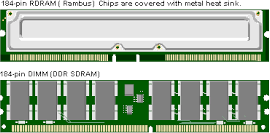 184-pin RDRAM ( Rambus) Chips are covered with metal heat sink.
184-pin DIMM (DDR SDRAM)